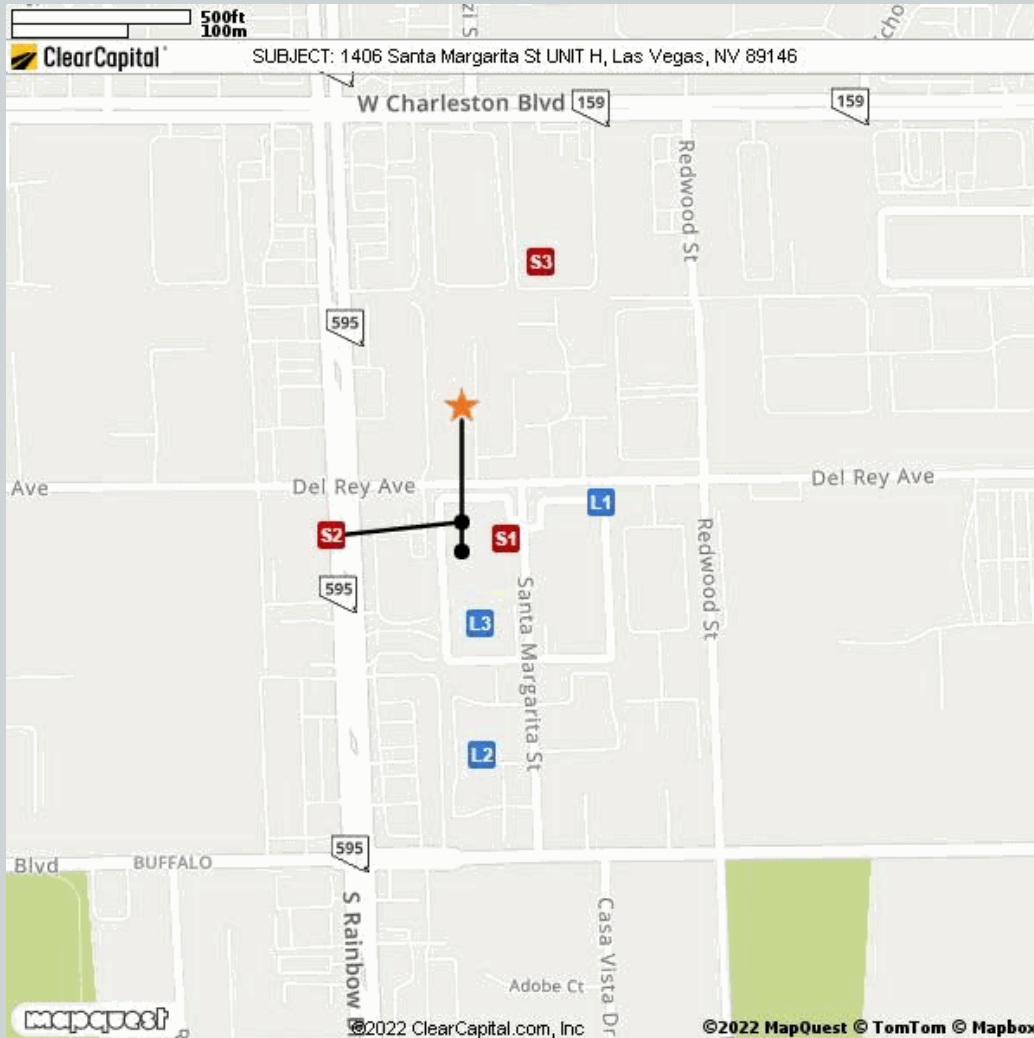 500ft
100m
ClearCapital
SUBJECT: 1406 Santa Margarita St UNIT H, Las Vegas, NV 89146
W Charleston Blvd
159
159
Redwood St
S3
595
Ave
Del Rey Ave
Del Rey Ave
L1
S2
S1
595
Santa Margarita St
Redwood St
L3
L2
595
Blvd
BUFFALO
S Rainbow
Casa Vista Dr
Adobe Ct
mapquest
©2022 ClearCapital.com, Inc
©2022 MapQuest © TomTom © Mapbox